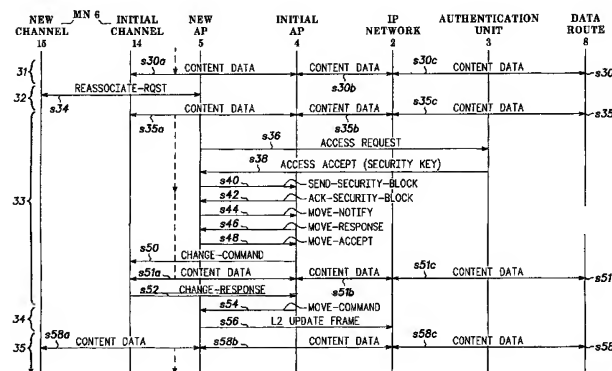 MN 6
NEW CHANNEL INITIAL CHANNEL NEW AP INITIAL AP IP NETWORK AUTHENTICATION UNIT DATA ROUTE
15 14 5 4 2 3 8
31 s30a CONTENT DATA CONTENT DATA s30b s30c CONTENT DATA s30
32 REASSOCIATE-RQST
s34
s35a CONTENT DATA s35b CONTENT DATA s35c CONTENT DATA s35
s36
ACCESS REQUEST
s38 ACCESS ACCEPT (SECURITY KEY)
s40 SEND-SECURITY-BLOCK
33 s42 ACK-SECURITY-BLOCK
s44 MOVE-NOTIFY
s46 MOVE-RESPONSE
s48 MOVE-ACCEPT
s50 CHANGE-COMMAND
s51a CONTENT DATA CONTENT DATA s51b s51c CONTENT DATA s51
s52 CHANGE-RESPONSE
s54 MOVE-COMMAND
34 s56 L2 UPDATE FRAME
35 s58a CONTENT DATA s58b CONTENT DATA s58c CONTENT DATA s58